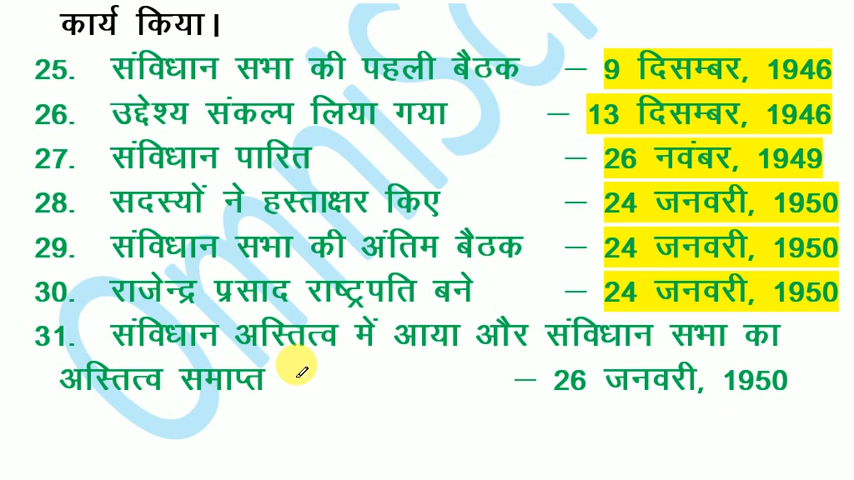 कार्य किया।
25. संविधान सभा की पहली बैठक – 9 दिसम्बर, 1946
26. उद्देश्य संकल्प लिया गया – 13 दिसम्बर, 1946
27. संविधान पारित – 26 नवंबर, 1949
28. सदस्यों ने हस्ताक्षर किए – 24 जनवरी, 1950
29. संविधान सभा की अंतिम बैठक – 24 जनवरी, 1950
30. राजेन्द्र प्रसाद राष्ट्रपति बने – 24 जनवरी, 1950
31. संविधान अस्तित्व में आया और संविधान सभा का
अस्तित्व समाप्त – 26 जनवरी, 1950